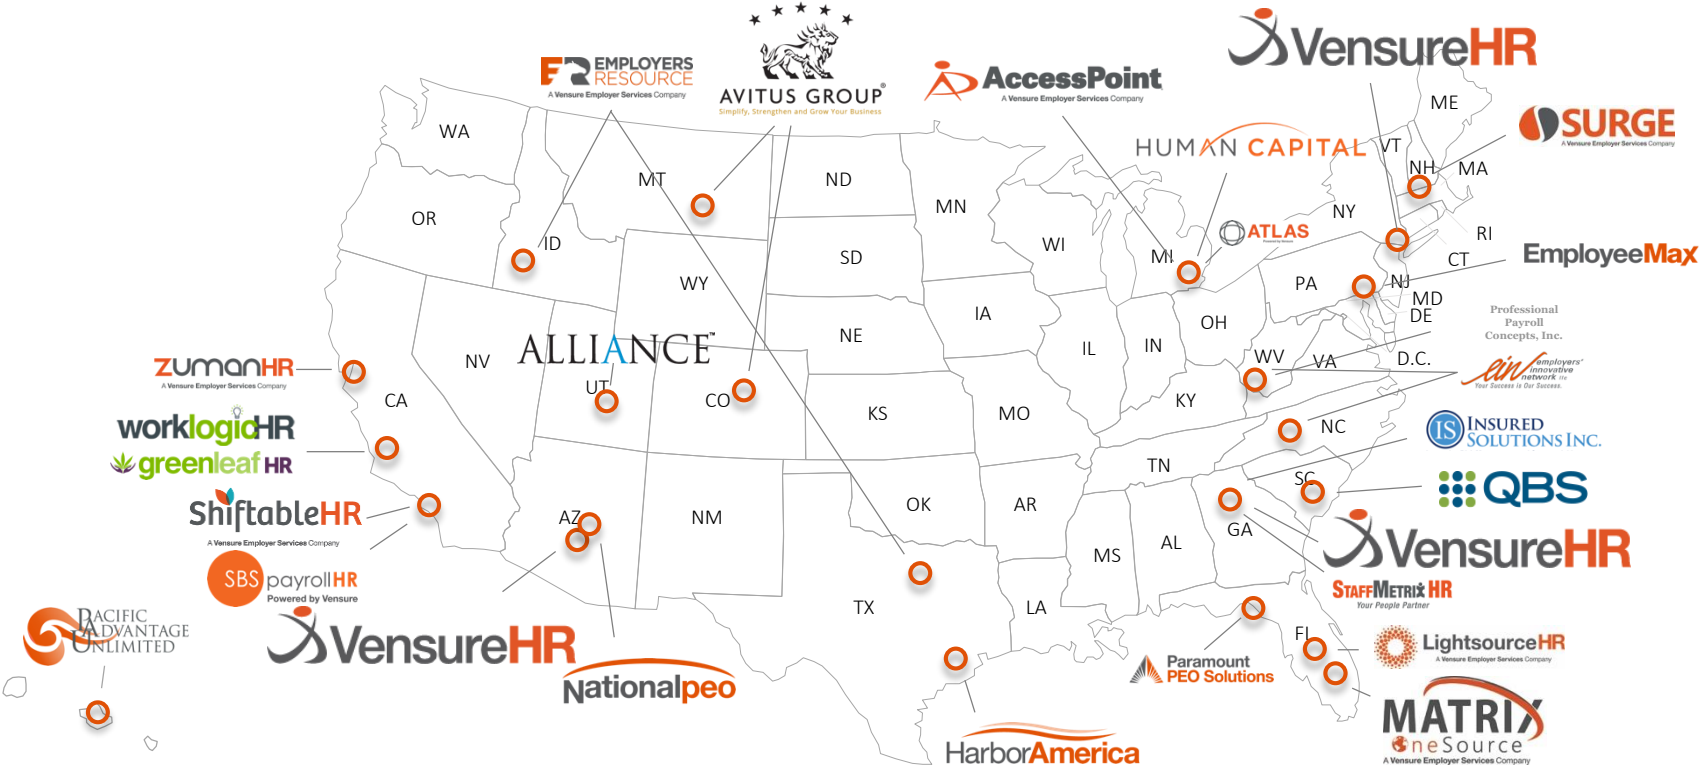 EMPLOYERS
RESOURCE
A Vensure Employer Services Company
AVITUS GROUP®
Simplify, Strengthen and Grow Your Business
AccessPoint
A Vensure Employer Services Company
VensureHR
HUMAN CAPITAL
SURGE
A Vensure Employer Services Company
ATLAS
EmployeeMax
Professional
Payroll
Concepts, Inc.
ein employers'
innovative
network llc
Your Success is Our Success.
INSURED
IS SOLUTIONS INC.
QBS
VensureHR
STAFFMETRIX HR
Your People Partner
LightsourceHR
A Vensure Employer Services Company
MATRIX
OneSource
A Vensure Employer Services Company
Paramount
PEO Solutions
HarborAmerica
Nationalpeo
VensureHR
PACIFIC
ADVANTAGE
UNLIMITED
SBS payrollHR
Powered by Vensure
ShiftableHR
A Vensure Employer Services Company
greenleaf HR
worklogicHR
zumanHR
A Vensure Employer Services Company
ALLIANCE™
WA
OR
ID
MT
WY
NV
CA
UT
CO
AZ
NM
ND
SD
NE
KS
OK
TX
MN
IA
MO
AR
LA
WI
IL
MI
IN
OH
KY
TN
MS
AL
GA
FL
SC
NC
WV
VA
D.C.
PA
NY
NJ
MD
DE
CT
RI
MA
NH
VT
ME